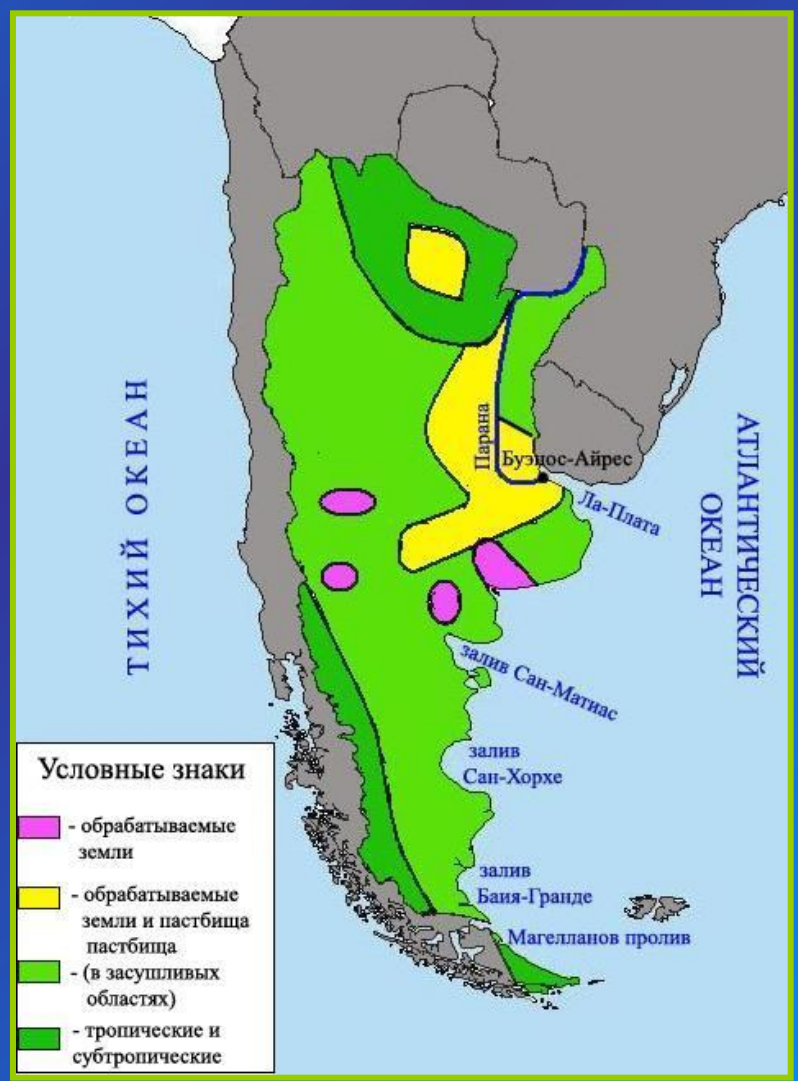 ТИХИЙ ОКЕАН
АТЛАНТИЧЕСКИЙ
ОКЕАН
Парана
Буэнос-Айрес
Ла-Плата
залив Сан-Матиас
залив
Сан-Хорхе
залив
Баия-Гранде
Магелланов пролив
Условные знаки
- обрабатываемые
земли
- обрабатываемые
земли и пастбища
пастбища
- (в засушливых
областях)
- тропические и
субтропические